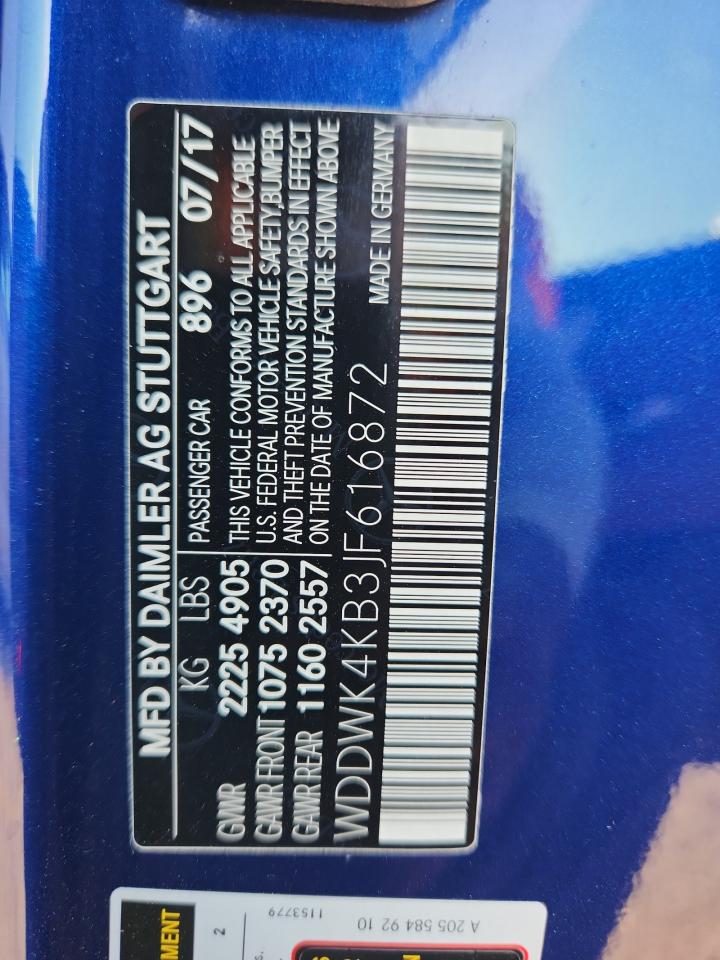 MFD BY DAIMLER AG STUTTGART
KG LBS PASSENGER CAR 896 07/17
GVWR 2225 4905 THIS VEHICLE CONFORMS TO ALL APPLICABLE
GAWR FRONT 1075 2370 U.S. FEDERAL MOTOR VEHICLE SAFETY, BUMPER
GAWR REAR 1160 2557 AND THEFT PREVENTION STANDARDS IN EFFECT
ON THE DATE OF MANUFACTURE SHOWN ABOVE
WDDWK4KB3JF616872 MADE IN GERMANY
MENT
2
1153779
A 205 584 92 10